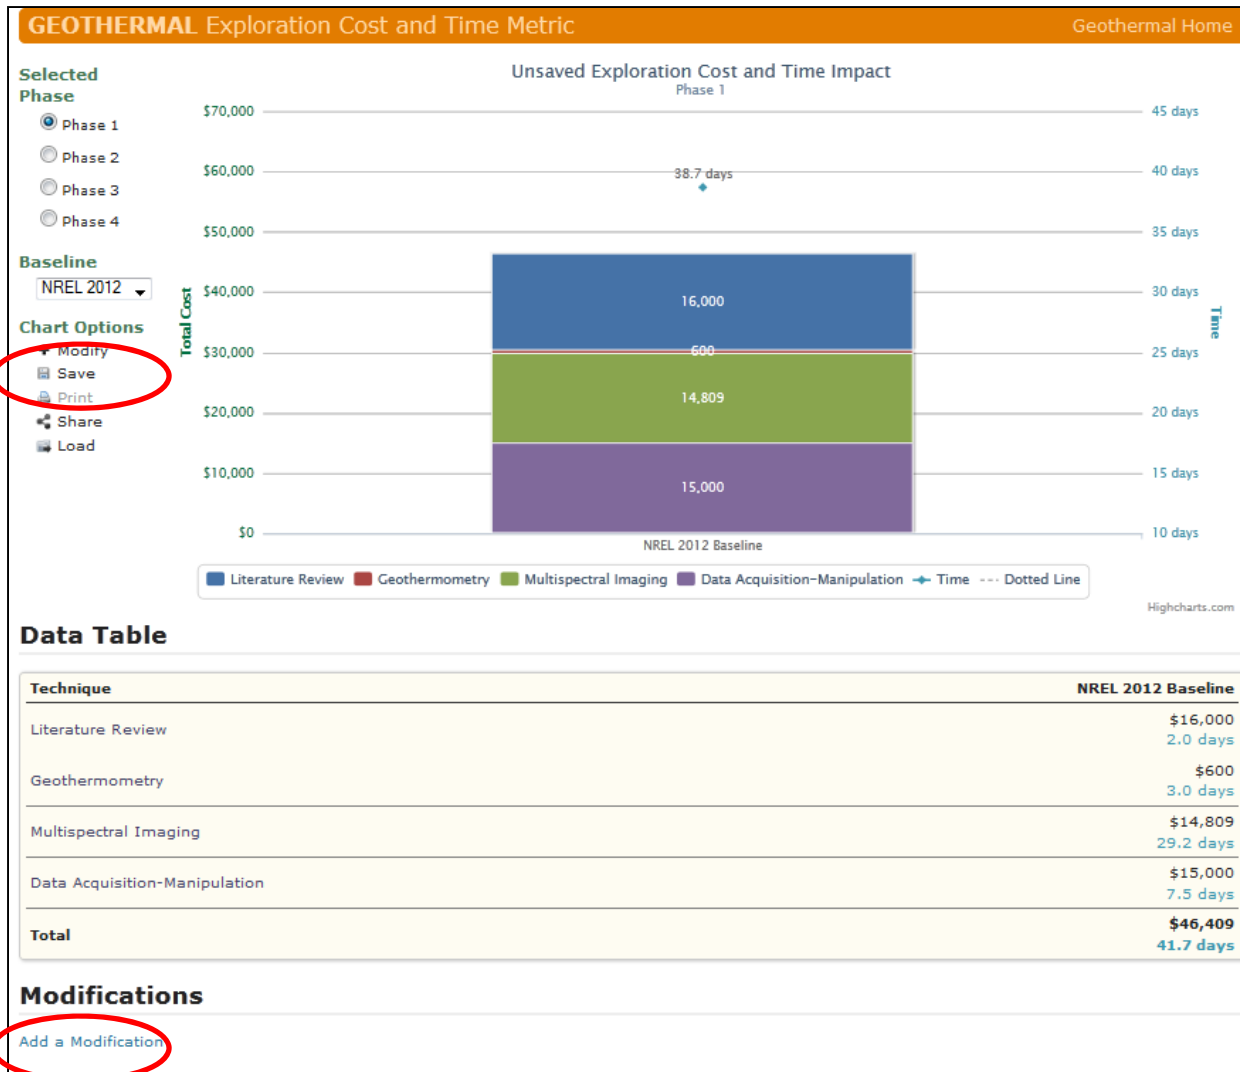 GEOTHERMAL Exploration Cost and Time Metric
Geothermal Home
Selected
Phase
Phase 1
Phase 2
Phase 3
Phase 4
Baseline
NREL 2012
Chart Options
Modify
Save
Print
Share
Load
Unsaved Exploration Cost and Time Impact
Phase 1
Total Cost
$70,000
$60,000
$50,000
$40,000
$30,000
$20,000
$10,000
$0
38.7 days
16,000
600
14,809
15,000
NREL 2012 Baseline
45 days
40 days
35 days
30 days
25 days
20 days
15 days
10 days
Time
Literature Review Geothermometry Multispectral Imaging Data Acquisition-Manipulation Time Dotted Line
Highcharts.com
Data Table
Technique NREL 2012 Baseline
Literature Review $16,000
2.0 days
Geothermometry $600
3.0 days
Multispectral Imaging $14,809
29.2 days
Data Acquisition-Manipulation $15,000
7.5 days
Total $46,409
41.7 days
Modifications
Add a Modification